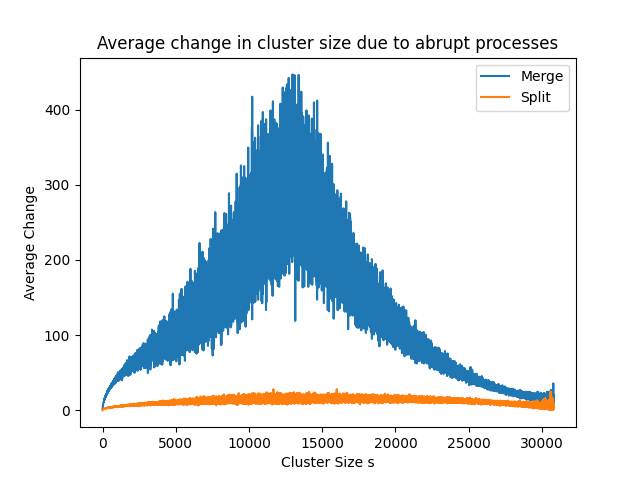 Average change in cluster size due to abrupt processes
Merge
Split
400
300
200
100
0
Average Change
0 5000 10000 15000 20000 25000 30000
Cluster Size s